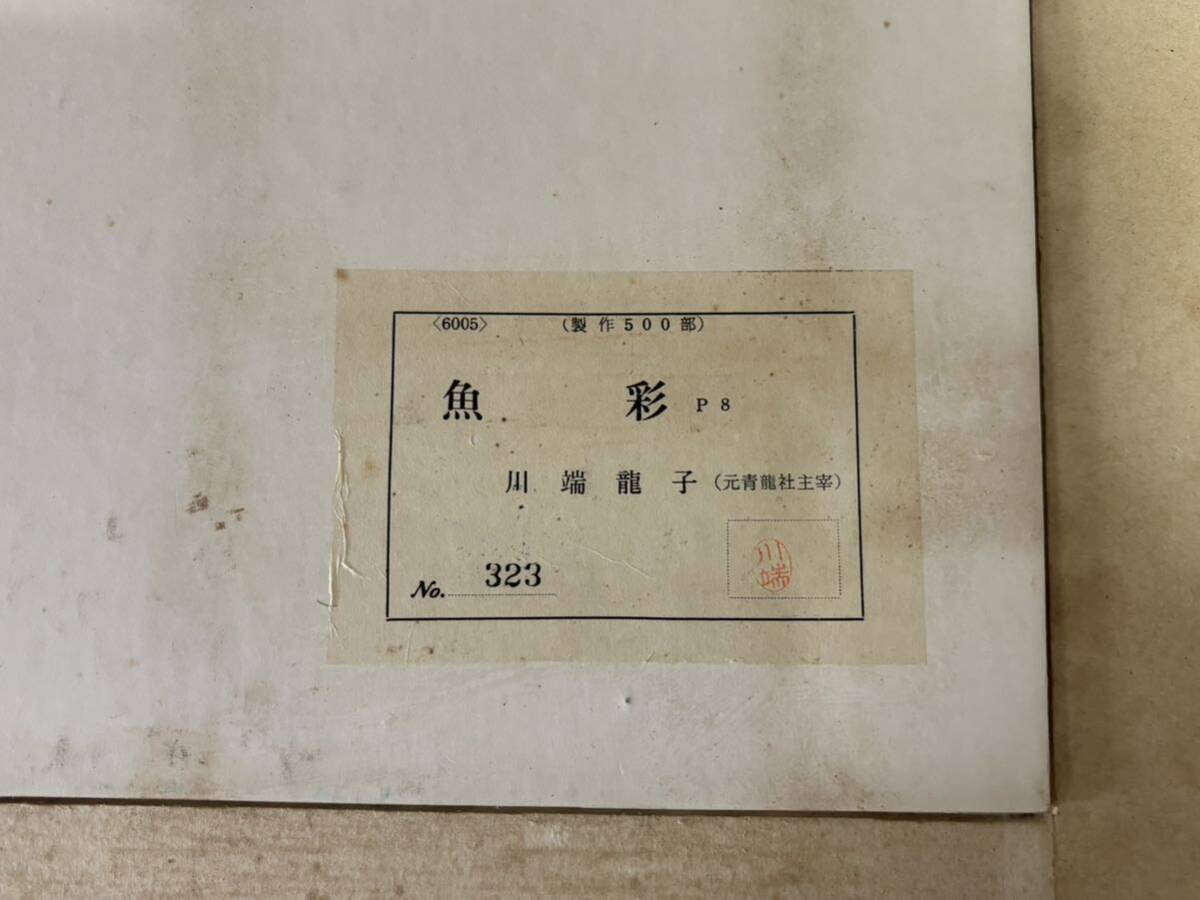 〈6005〉 (製作500部)
魚彩 P8
川端龍子 (元青龍社主宰)
No. 323
川端